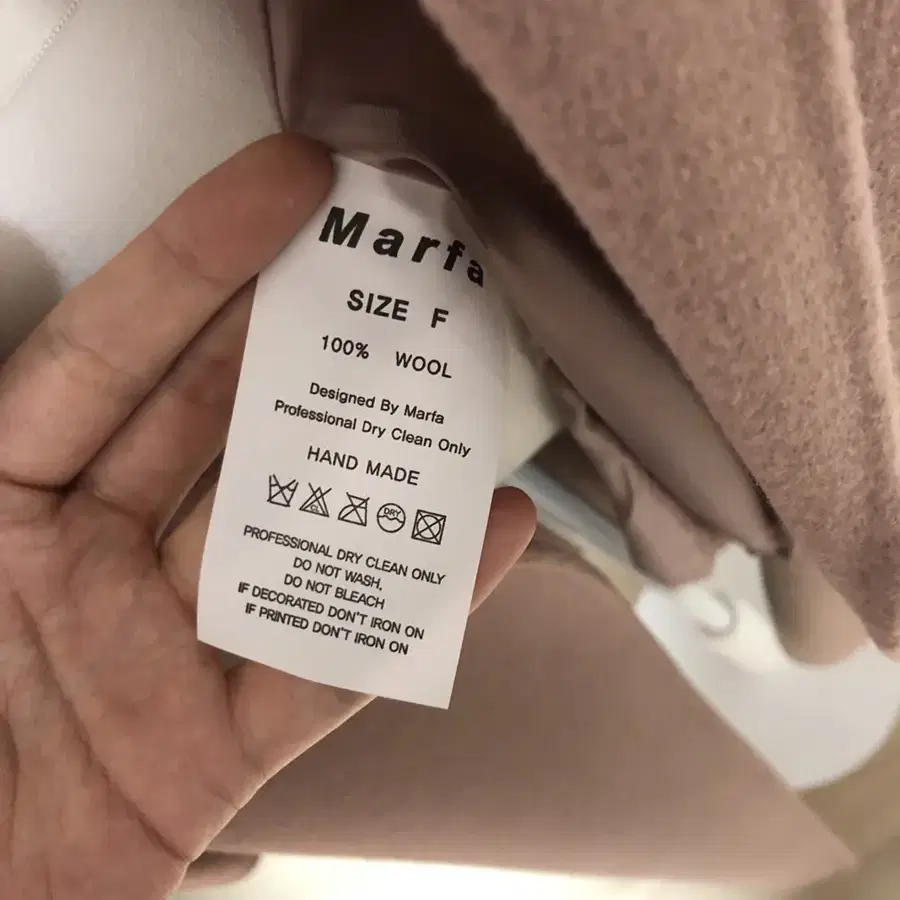 Marfa
SIZE F
100% WOOL
Designed By Marfa
Professional Dry Clean Only
HAND MADE
CL
DRY
PROFESSIONAL DRY CLEAN ONLY
DO NOT WASH,
DO NOT BLEACH
IF DECORATED DON'T IRON ON
IF PRINTED DON'T IRON ON